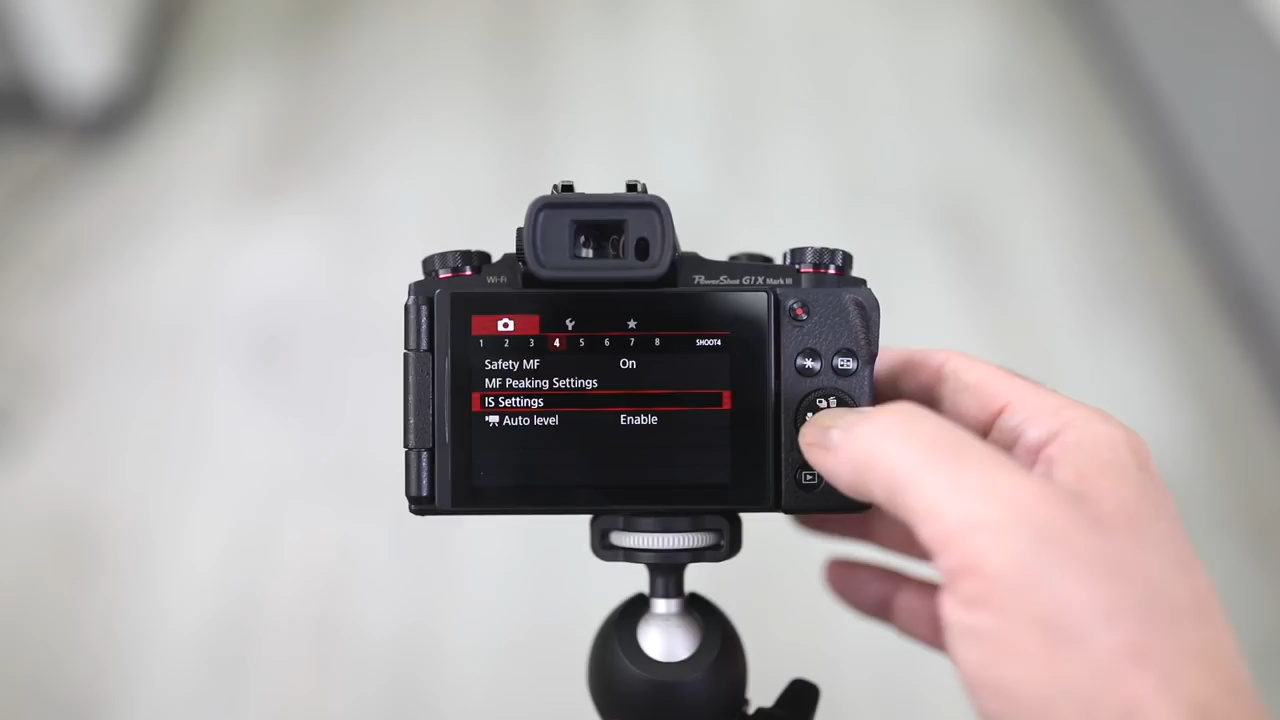 Wi-Fi
PowerShot G1 X Mark III
1 2 3 4 5 6 7 8 SHOOT4
Safety MF On
MF Peaking Settings
IS Settings
Auto level Enable